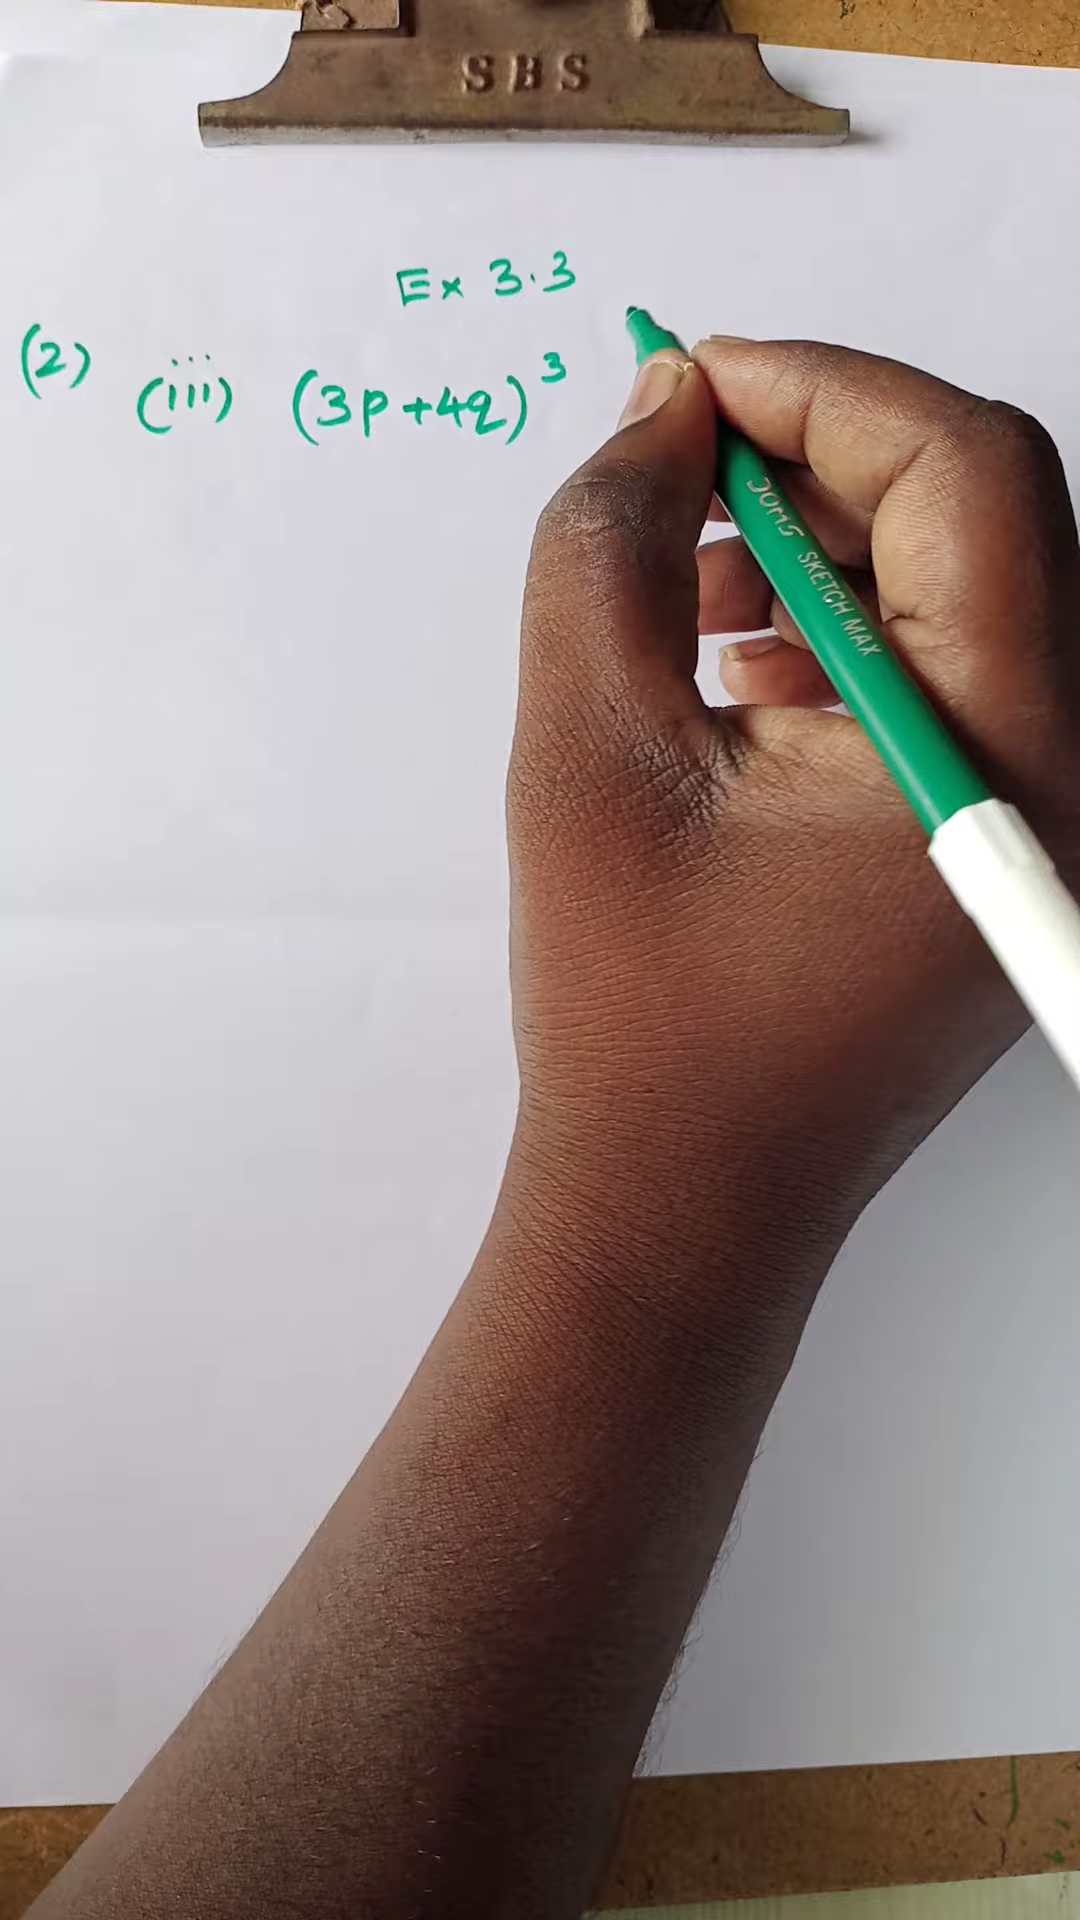 SBS
Ex 3.3
(2) (iii) (3p+4q)³
DOMS SKETCH MAX